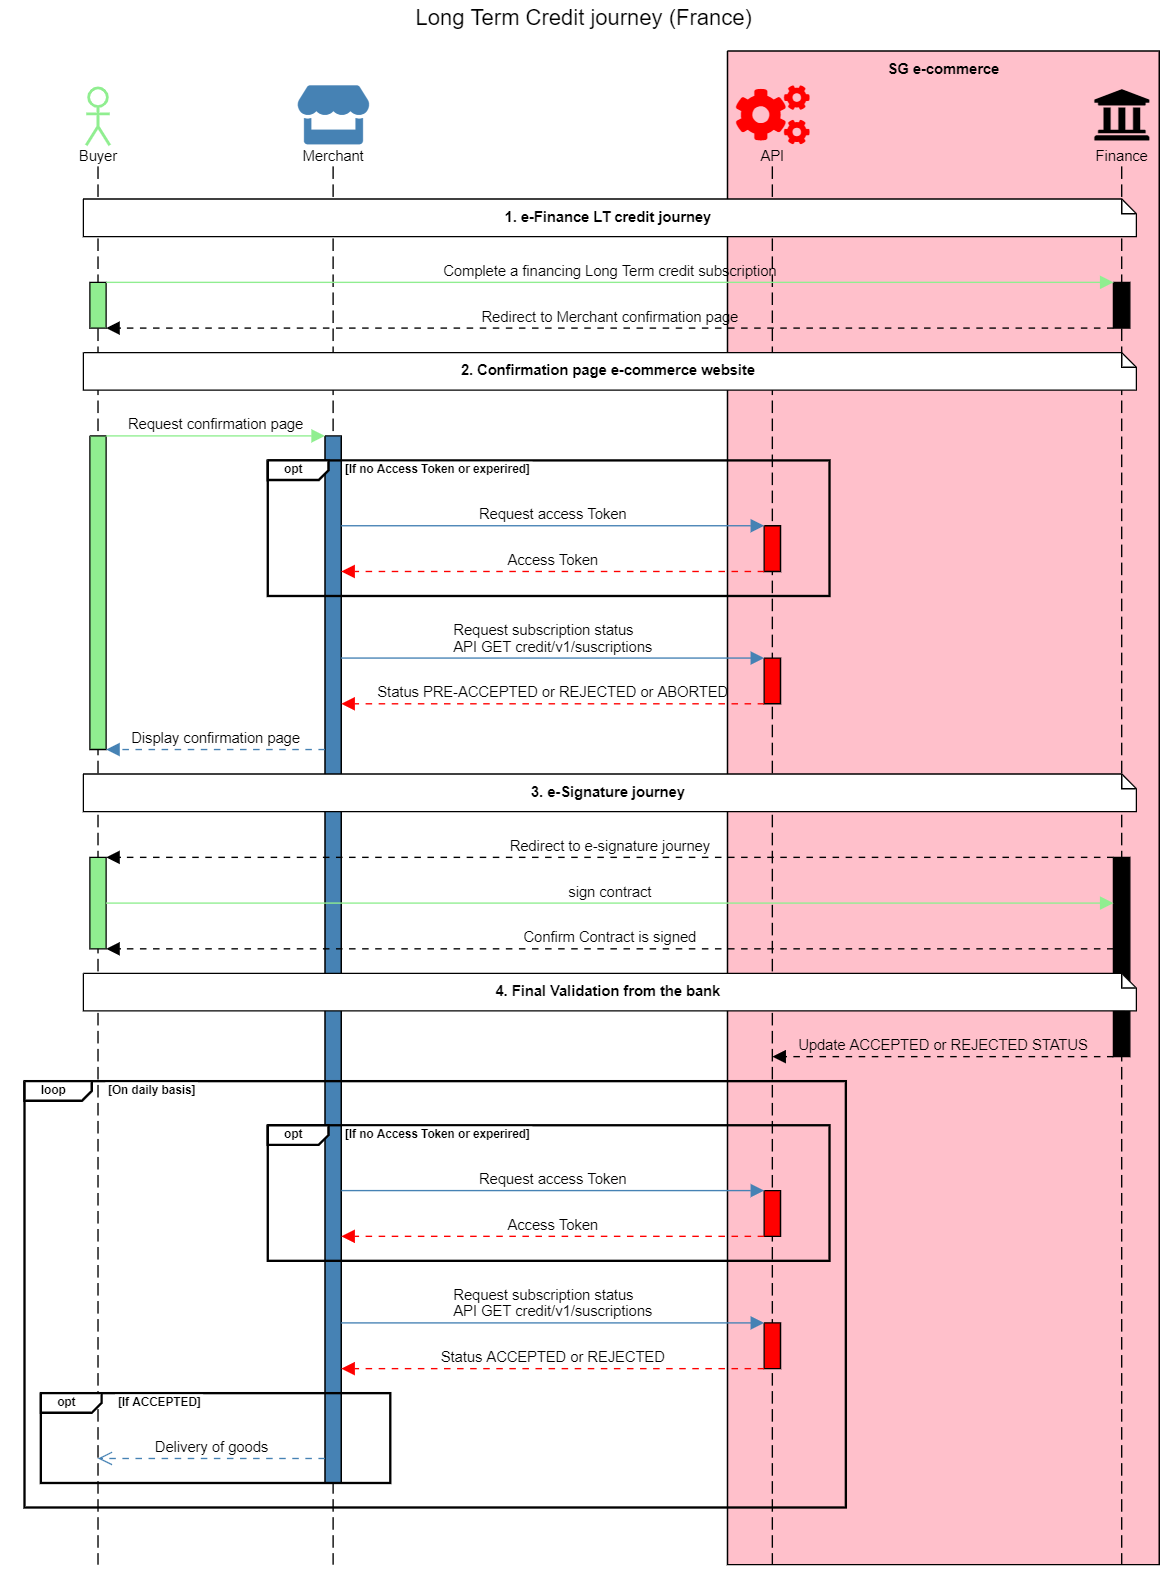 Long Term Credit journey (France)
SG e-commerce
Buyer
Merchant
API
Finance
1. e-Finance LT credit journey
Complete a financing Long Term credit subscription
Redirect to Merchant confirmation page
2. Confirmation page e-commerce website
Request confirmation page
opt
[If no Access Token or experired]
Request access Token
Access Token
Request subscription status
API GET credit/v1/suscriptions
Status PRE-ACCEPTED or REJECTED or ABORTED
Display confirmation page
3. e-Signature journey
Redirect to e-signature journey
sign contract
Confirm Contract is signed
4. Final Validation from the bank
Update ACCEPTED or REJECTED STATUS
loop
[On daily basis]
opt
[If no Access Token or experired]
Request access Token
Access Token
Request subscription status
API GET credit/v1/suscriptions
Status ACCEPTED or REJECTED
opt
[If ACCEPTED]
Delivery of goods